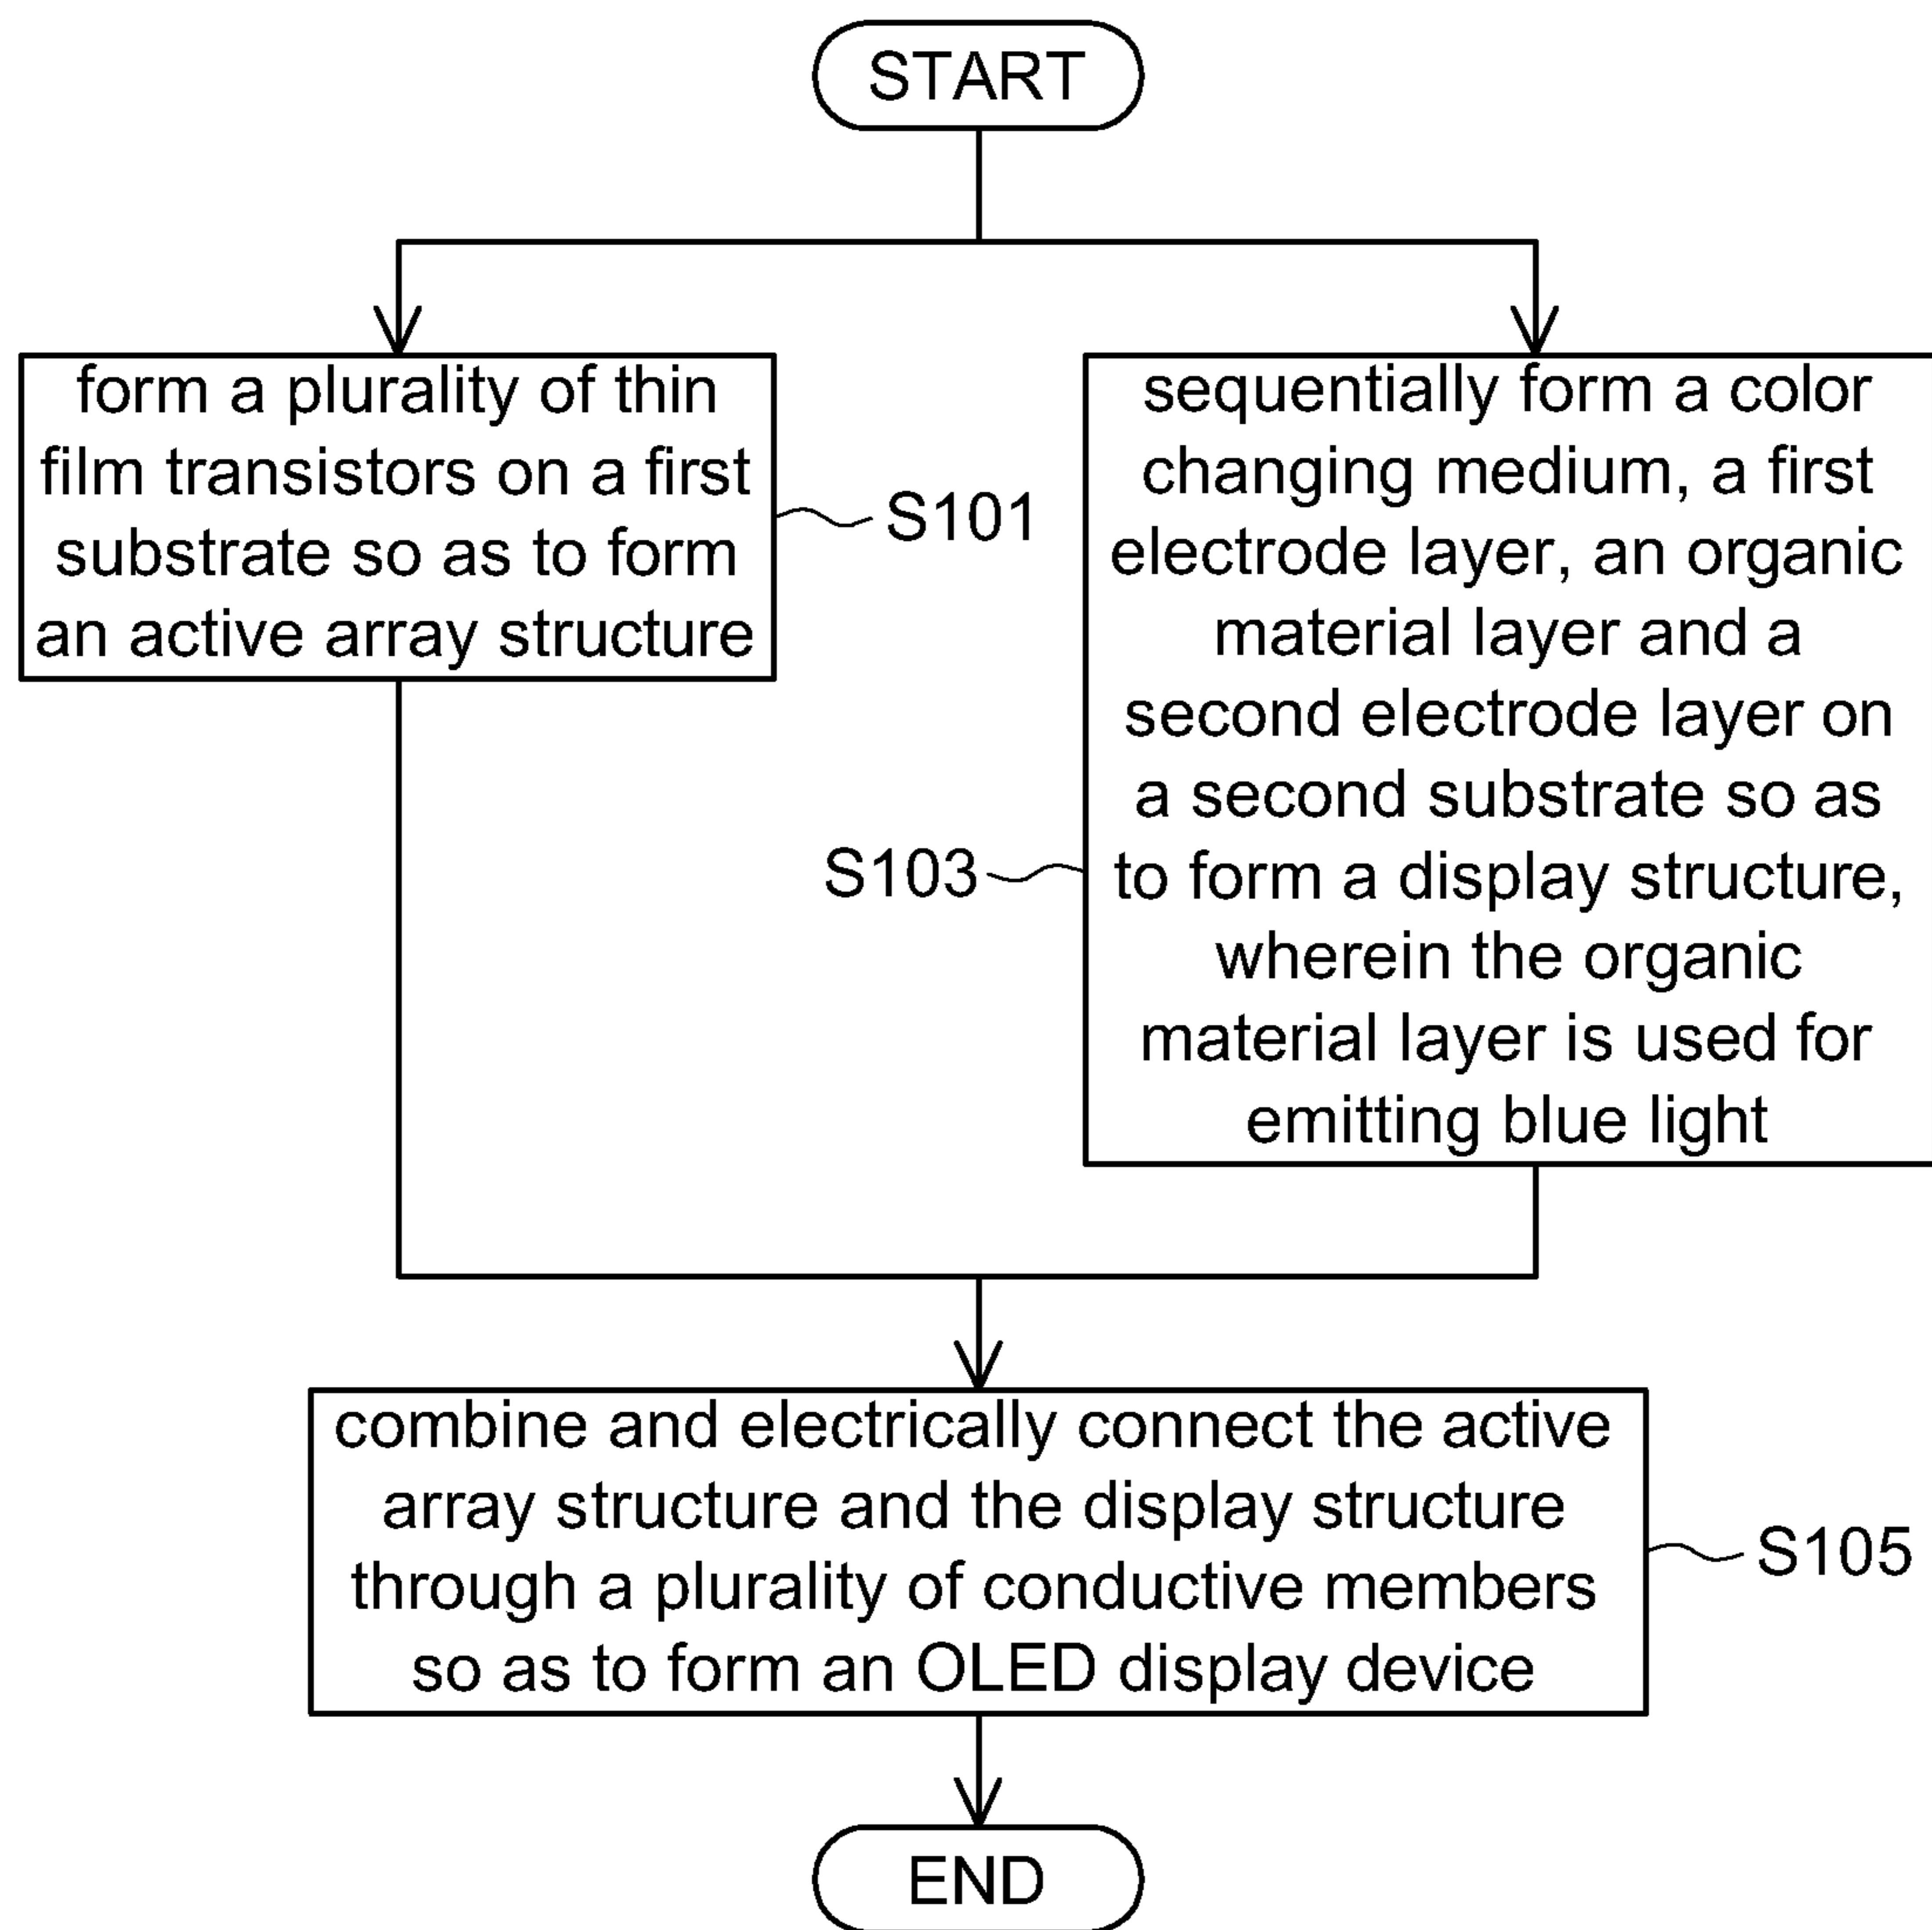 START
form a plurality of thin
film transistors on a first
substrate so as to form
an active array structure
S101
sequentially form a color
changing medium, a first
electrode layer, an organic
material layer and a
second electrode layer on
a second substrate so as
to form a display structure,
wherein the organic
material layer is used for
emitting blue light
S103
combine and electrically connect the active
array structure and the display structure
through a plurality of conductive members
so as to form an OLED display device
S105
END